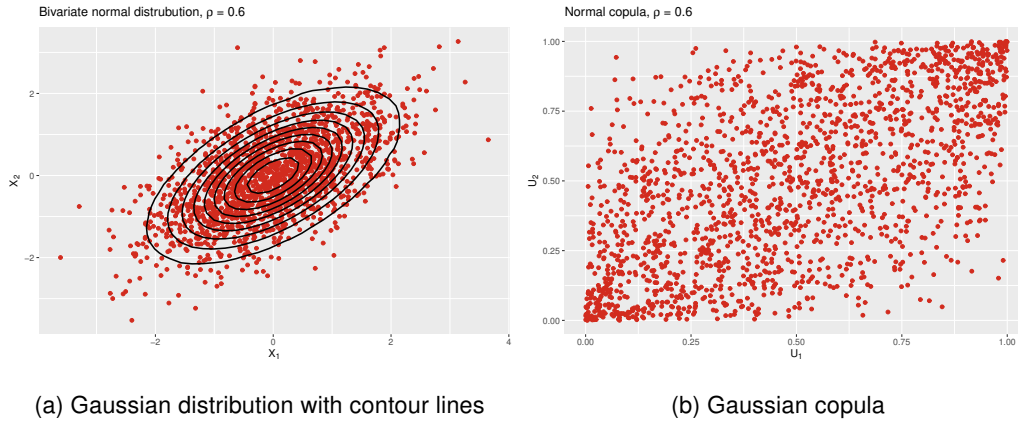 Bivariate normal distrubution, ρ = 0.6
X₂
2
0
−2
−2
0
2
4
X₁
(a) Gaussian distribution with contour lines
Normal copula, ρ = 0.6
U₂
1.00
0.75
0.50
0.25
0.00
0.00
0.25
0.50
0.75
1.00
U₁
(b) Gaussian copula